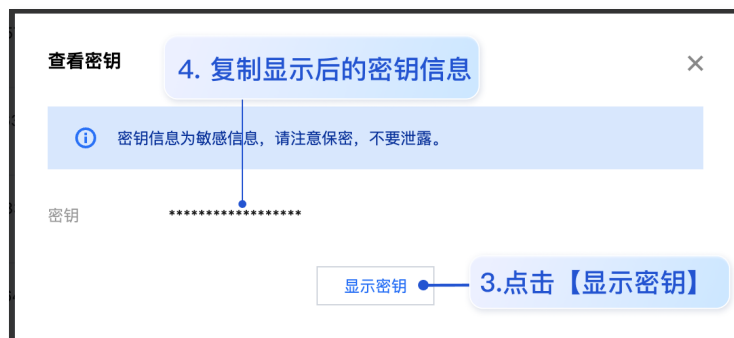 查看密钥
4. 复制显示后的密钥信息
密钥信息为敏感信息，请注意保密，不要泄露。
密钥 ******************
显示密钥
3.点击【显示密钥】